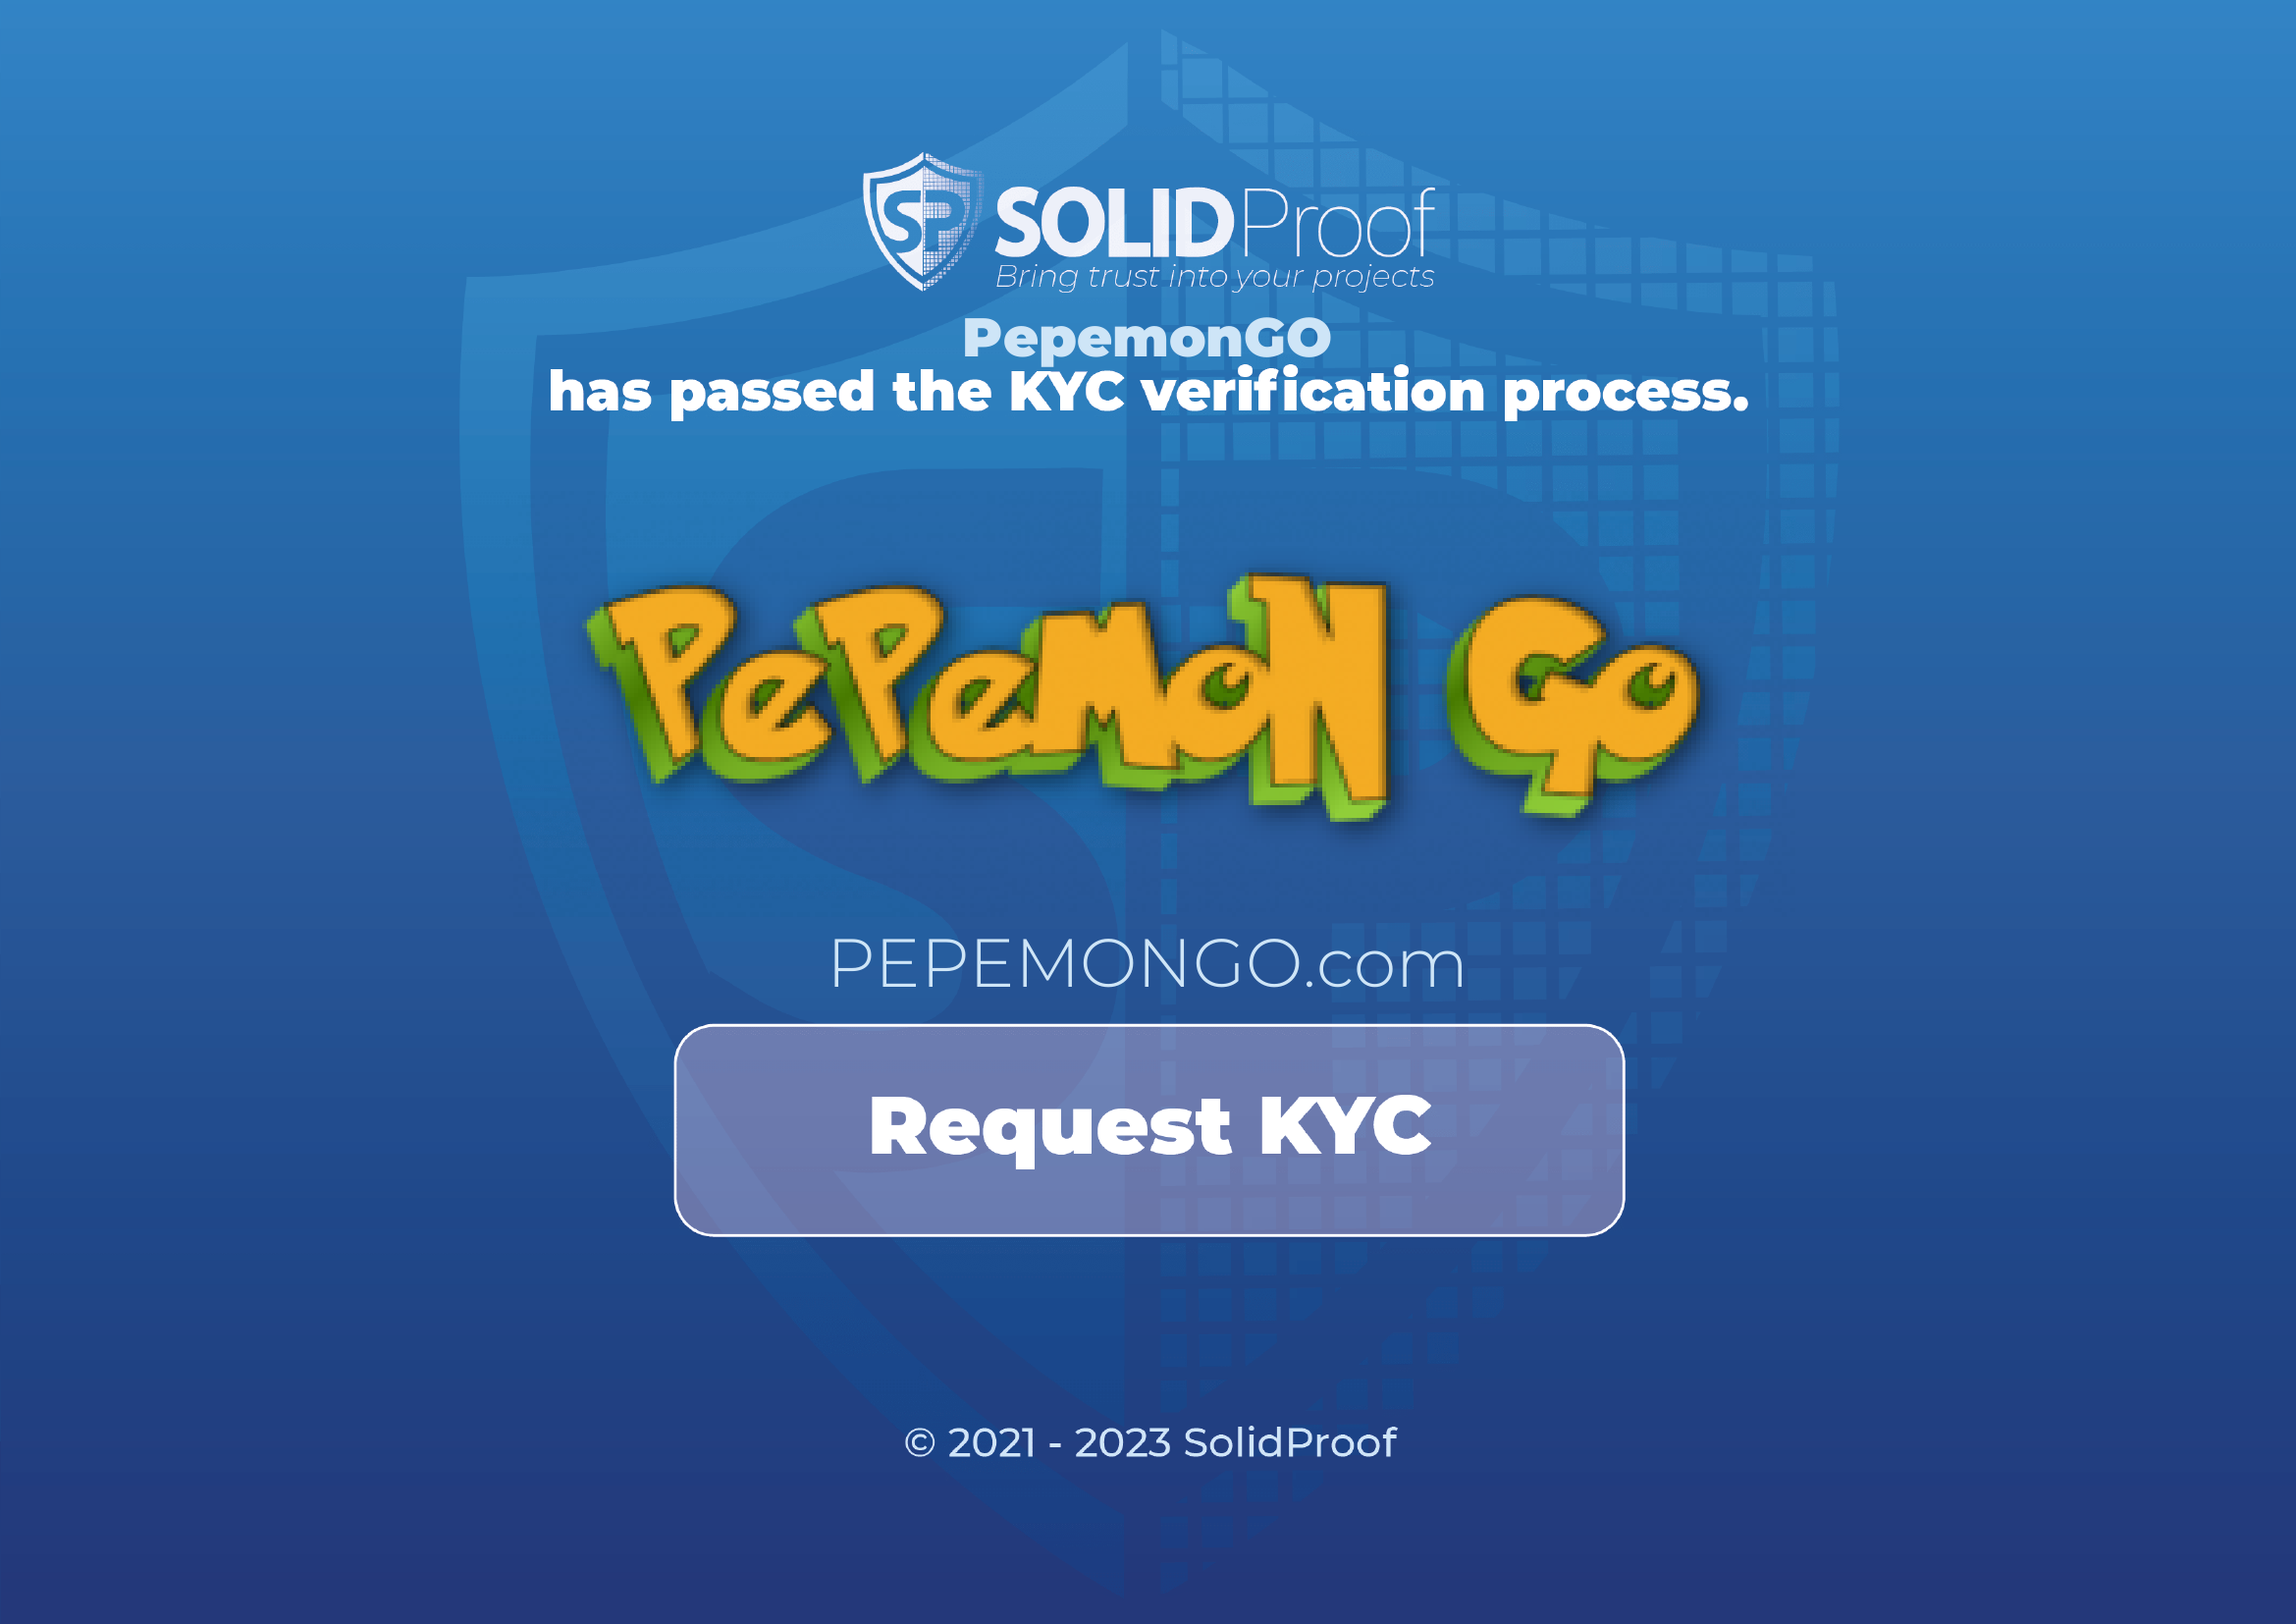 SP SOLIDProof
Bring trust into your projects
PepemonGO
has passed the KYC verification process.
PePeMoN Go
PEPEMONGO.com
Request KYC
© 2021 - 2023 SolidProof